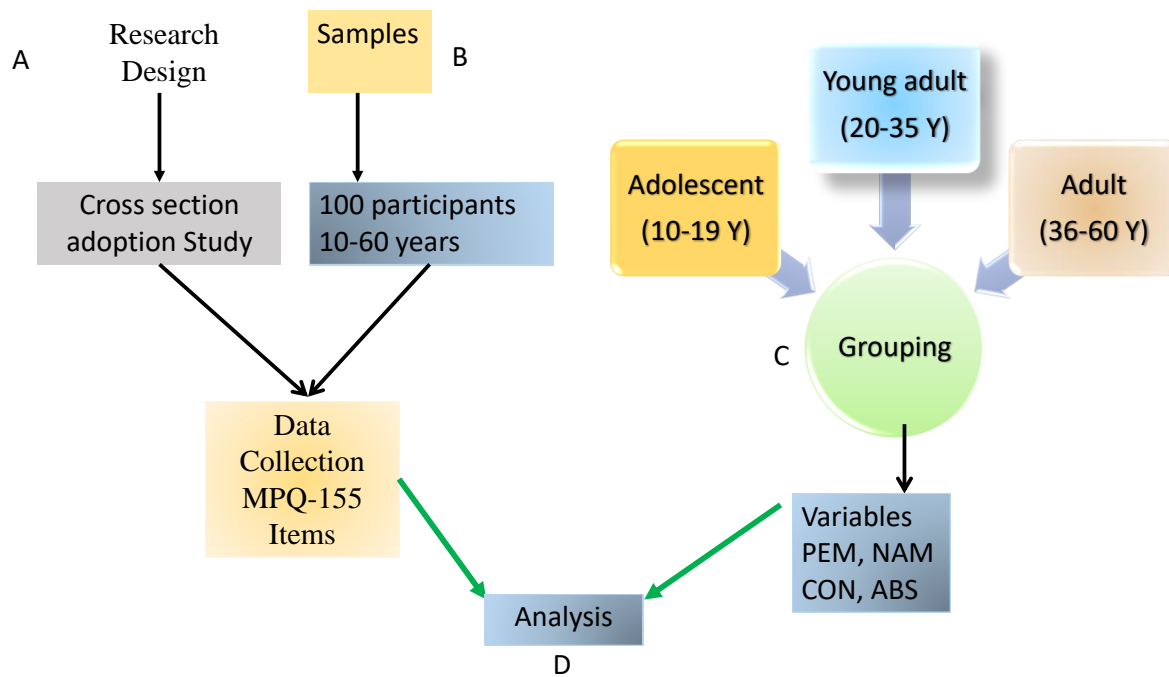 A
Research
Design
Samples
B
Cross section
adoption Study
100 participants
10-60 years
Data
Collection
MPQ-155
Items
Young adult
(20-35 Y)
Adolescent
(10-19 Y)
Adult
(36-60 Y)
C
Grouping
Variables
PEM, NAM
CON, ABS
Analysis
D